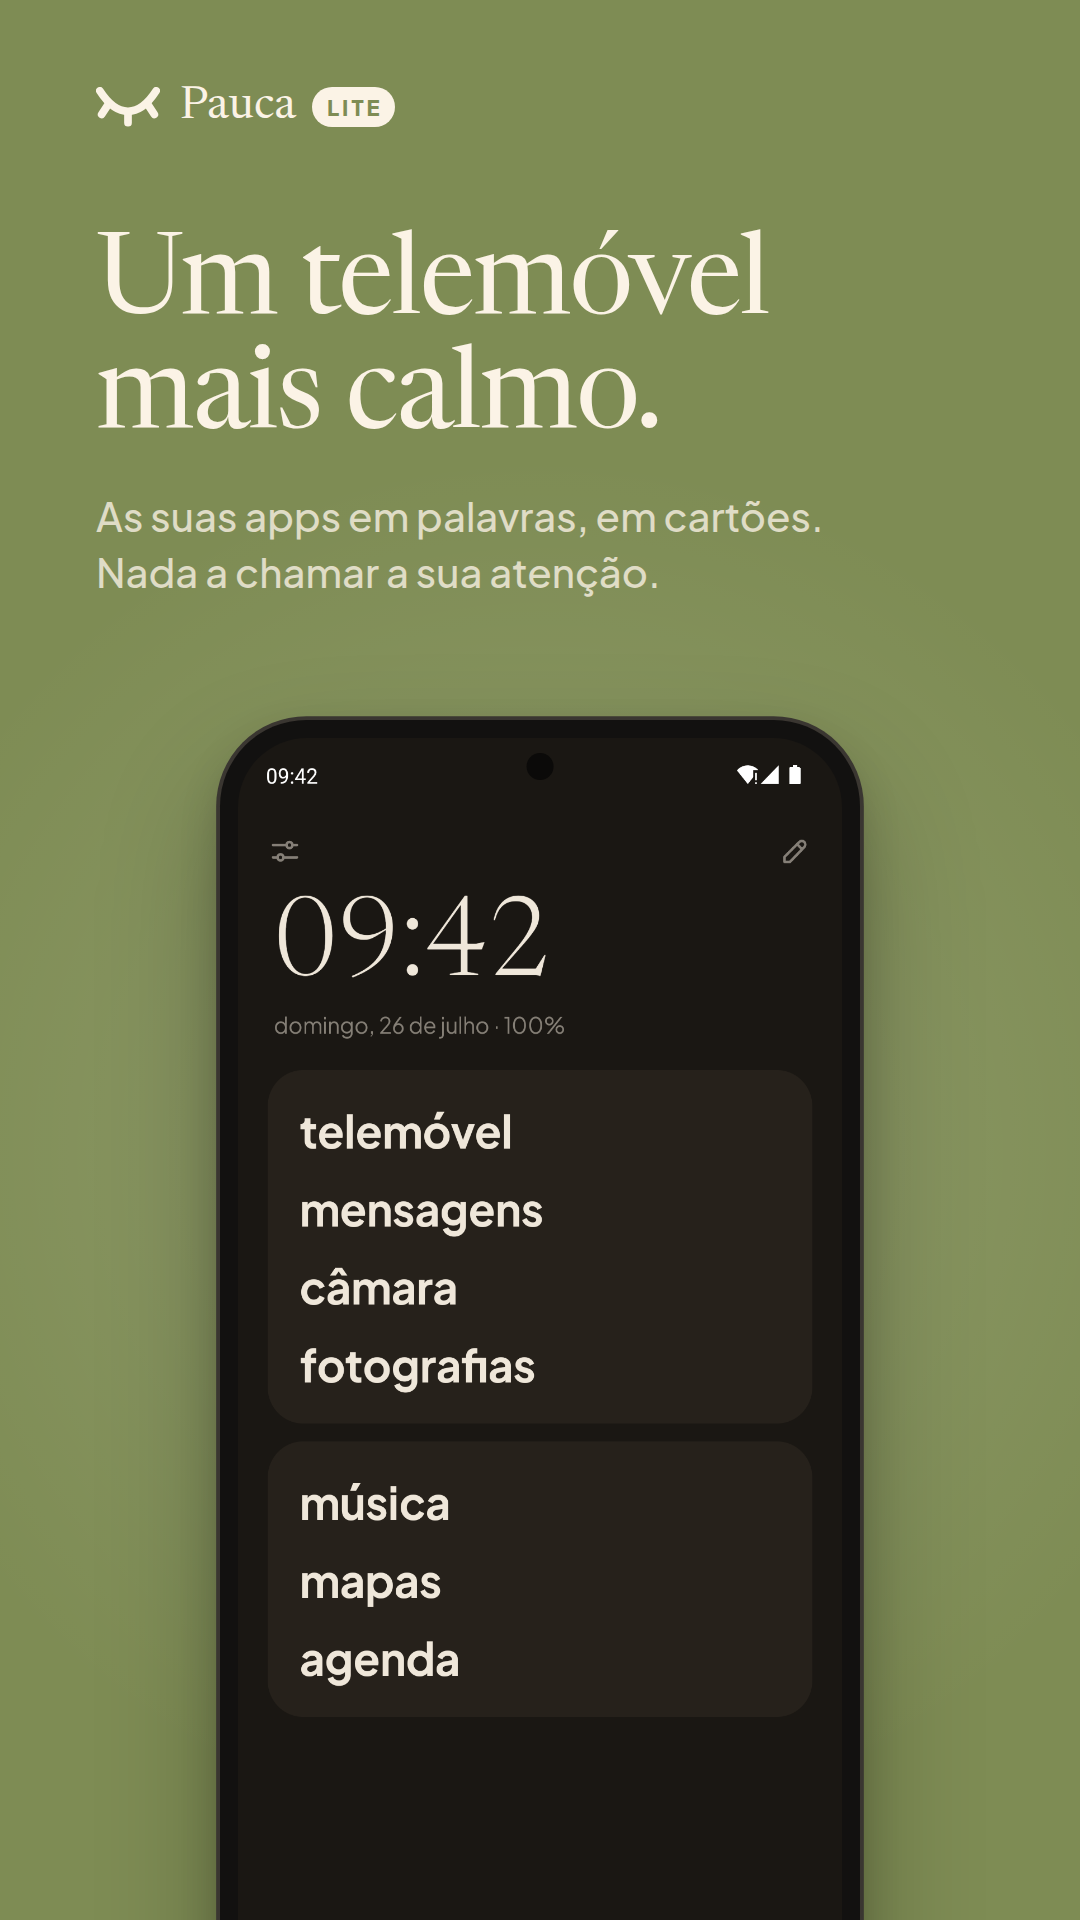 Pauca LITE
Um telemóvel
mais calmo.
As suas apps em palavras, em cartões.
Nada a chamar a sua atenção.
09:42
09:42
domingo, 26 de julho · 100%
telemóvel
mensagens
câmara
fotografias
música
mapas
agenda